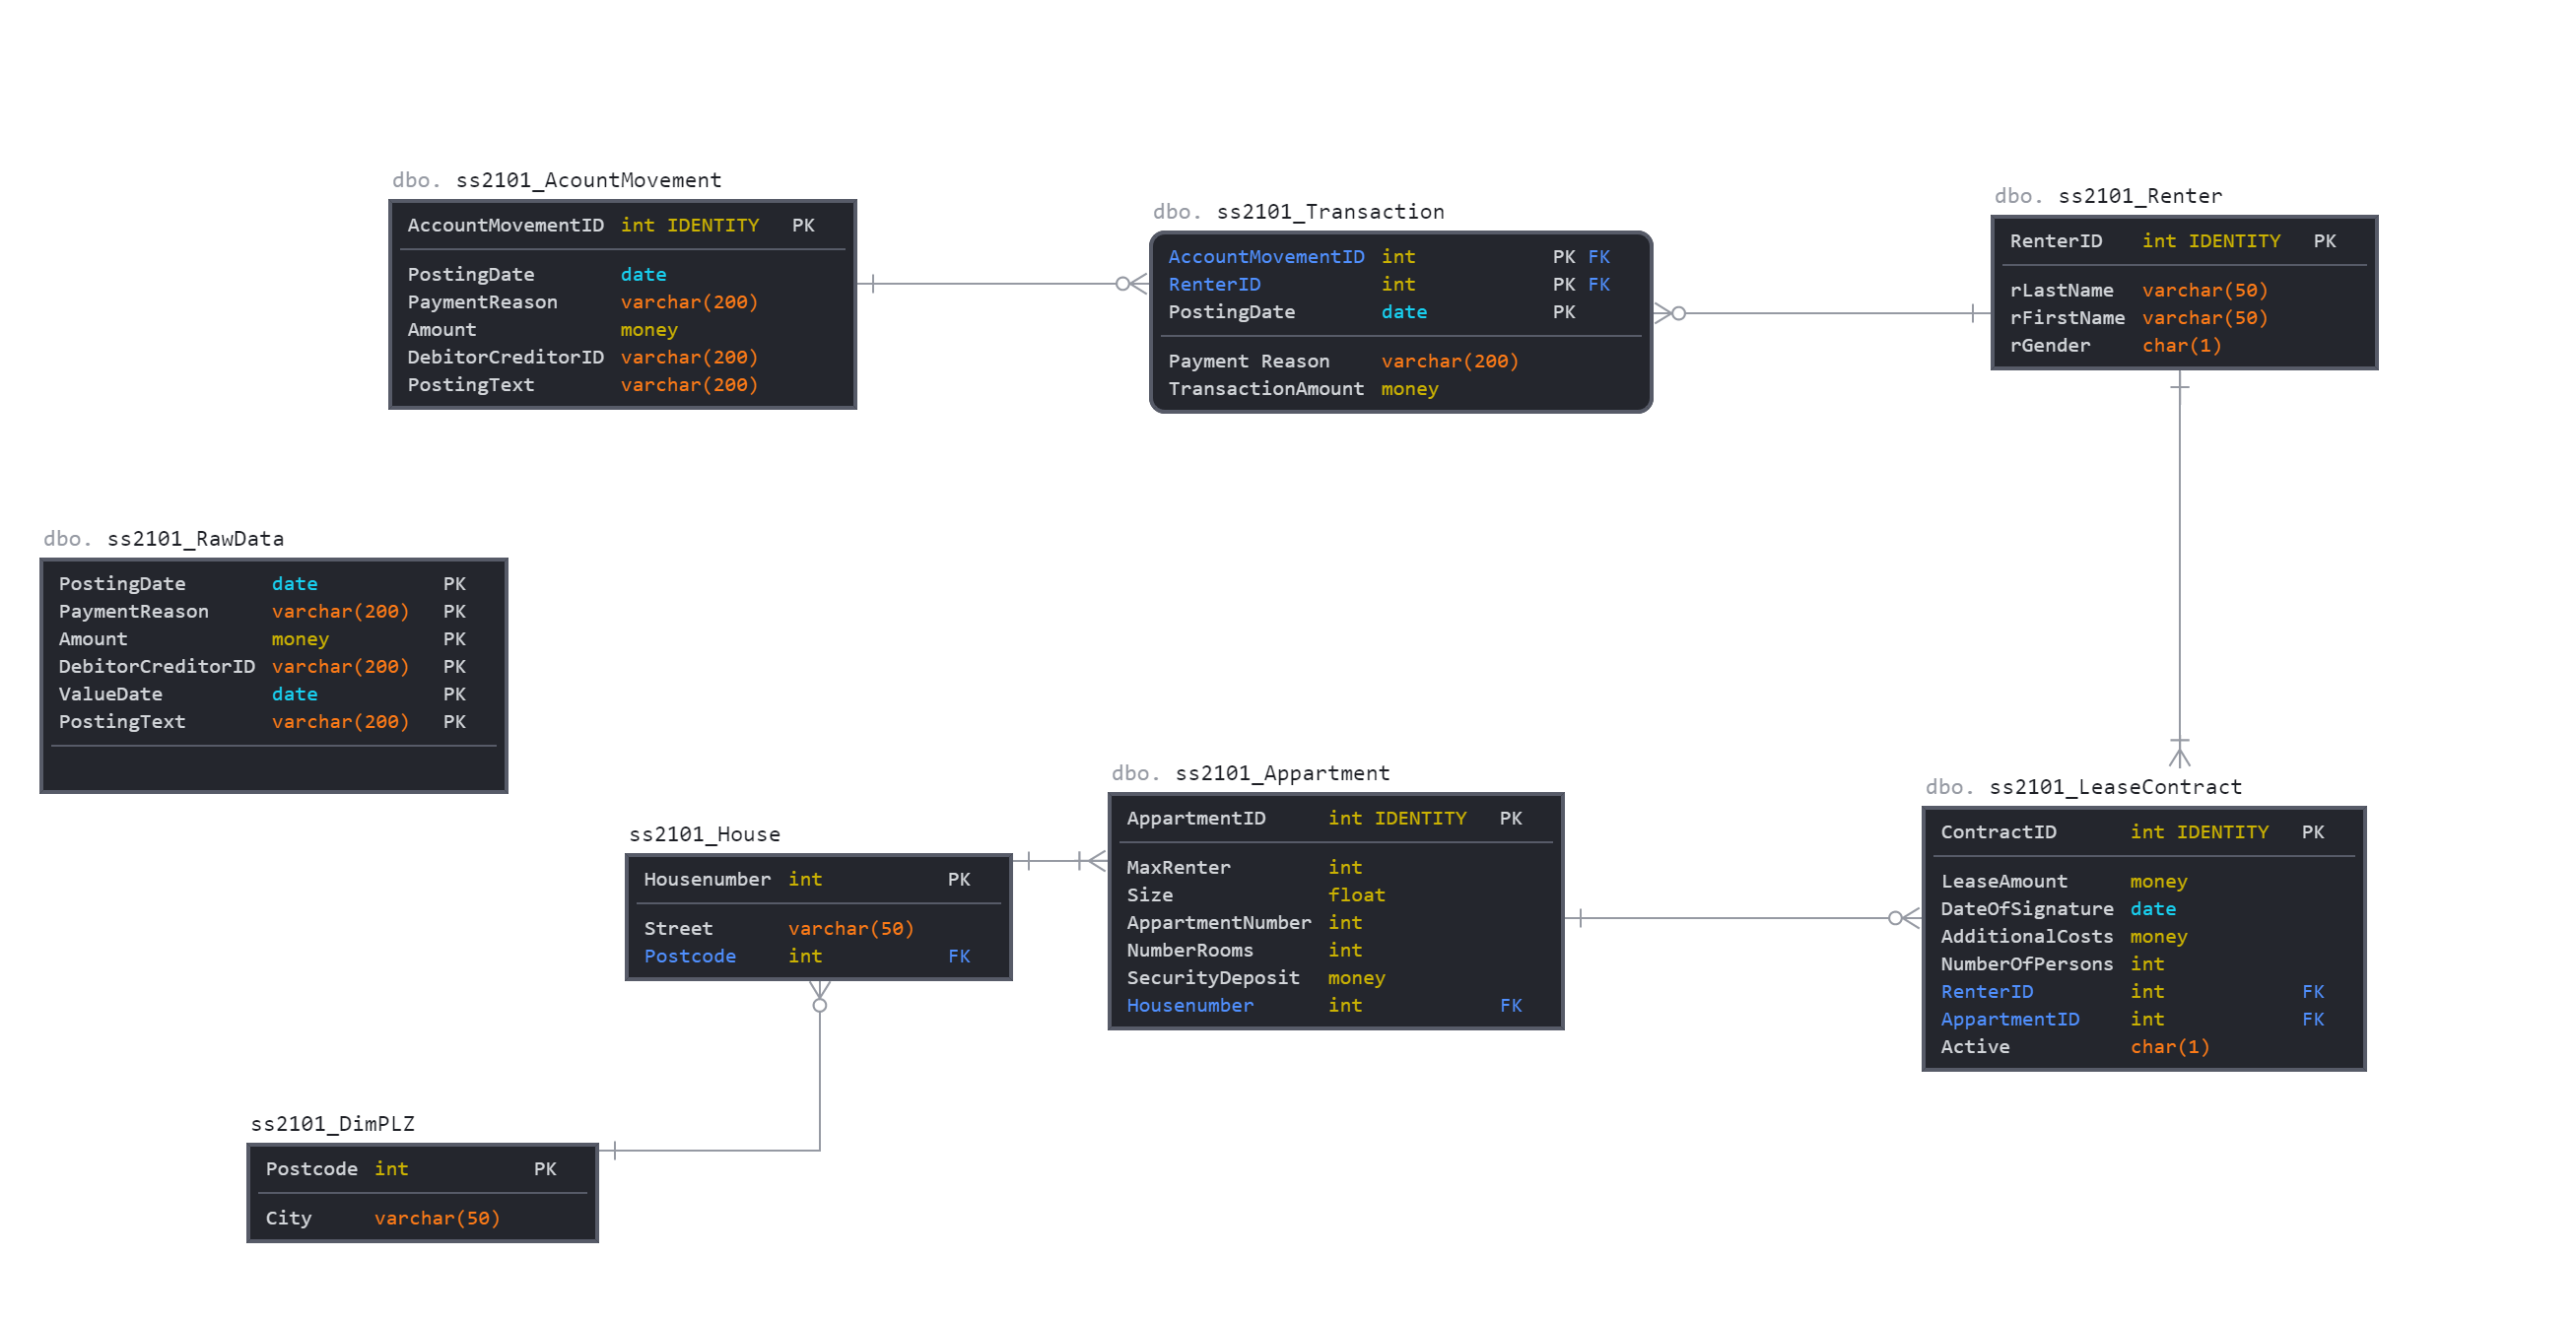 dbo. ss2101_AcountMovement
AccountMovementID int IDENTITY PK
PostingDate date
PaymentReason varchar(200)
Amount money
DebitorCreditorID varchar(200)
PostingText varchar(200)
dbo. ss2101_Transaction
AccountMovementID int PK FK
RenterID int PK FK
PostingDate date PK
Payment Reason varchar(200)
TransactionAmount money
dbo. ss2101_Renter
RenterID int IDENTITY PK
rLastName varchar(50)
rFirstName varchar(50)
rGender char(1)
dbo. ss2101_RawData
PostingDate date PK
PaymentReason varchar(200) PK
Amount money PK
DebitorCreditorID varchar(200) PK
ValueDate date PK
PostingText varchar(200) PK
ss2101_House
Housenumber int PK
Street varchar(50)
Postcode int FK
dbo. ss2101_Appartment
AppartmentID int IDENTITY PK
MaxRenter int
Size float
AppartmentNumber int
NumberRooms int
SecurityDeposit money
Housenumber int FK
dbo. ss2101_LeaseContract
ContractID int IDENTITY PK
LeaseAmount money
DateOfSignature date
AdditionalCosts money
NumberOfPersons int
RenterID int FK
AppartmentID int FK
Active char(1)
ss2101_DimPLZ
Postcode int PK
City varchar(50)